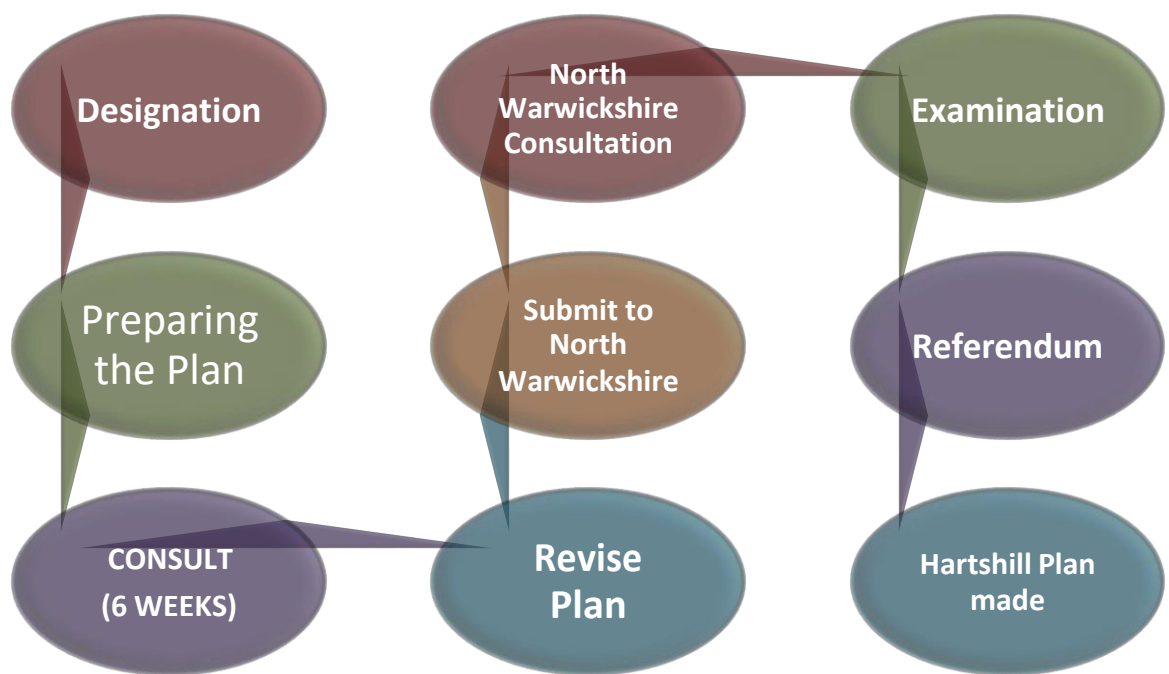 Designation
Preparing
the Plan
CONSULT
(6 WEEKS)
Revise
Plan
Submit to
North
Warwickshire
North
Warwickshire
Consultation
Examination
Referendum
Hartshill Plan
made